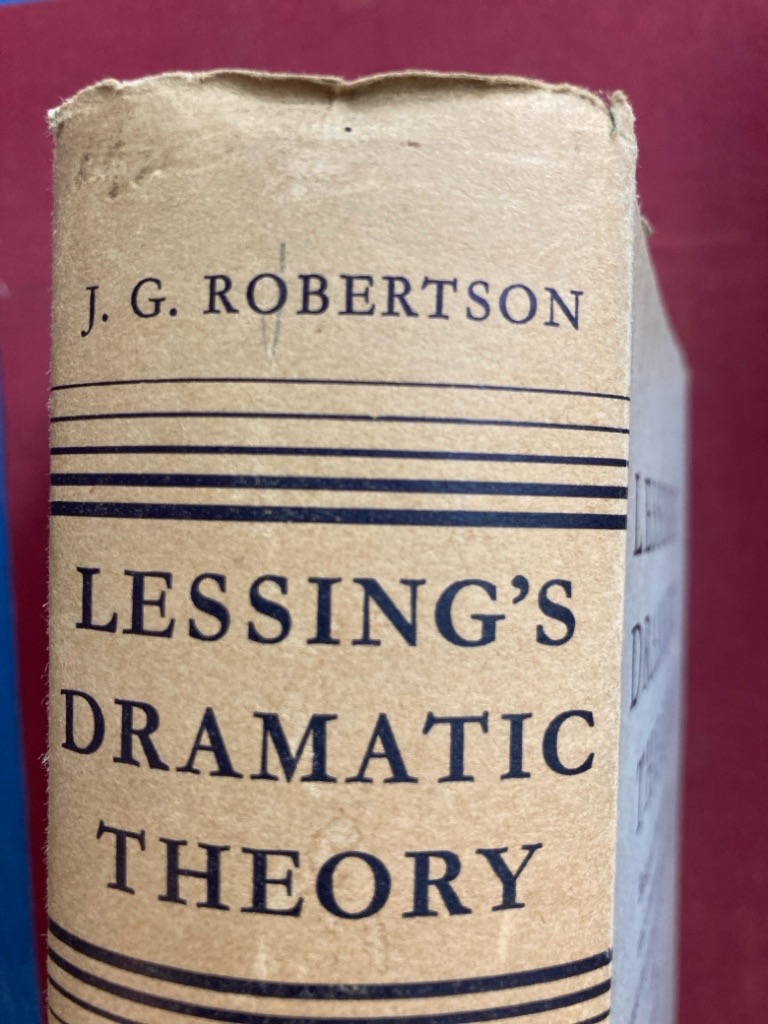 J. G. ROBERTSON
LESSING'S
DRAMATIC
THEORY